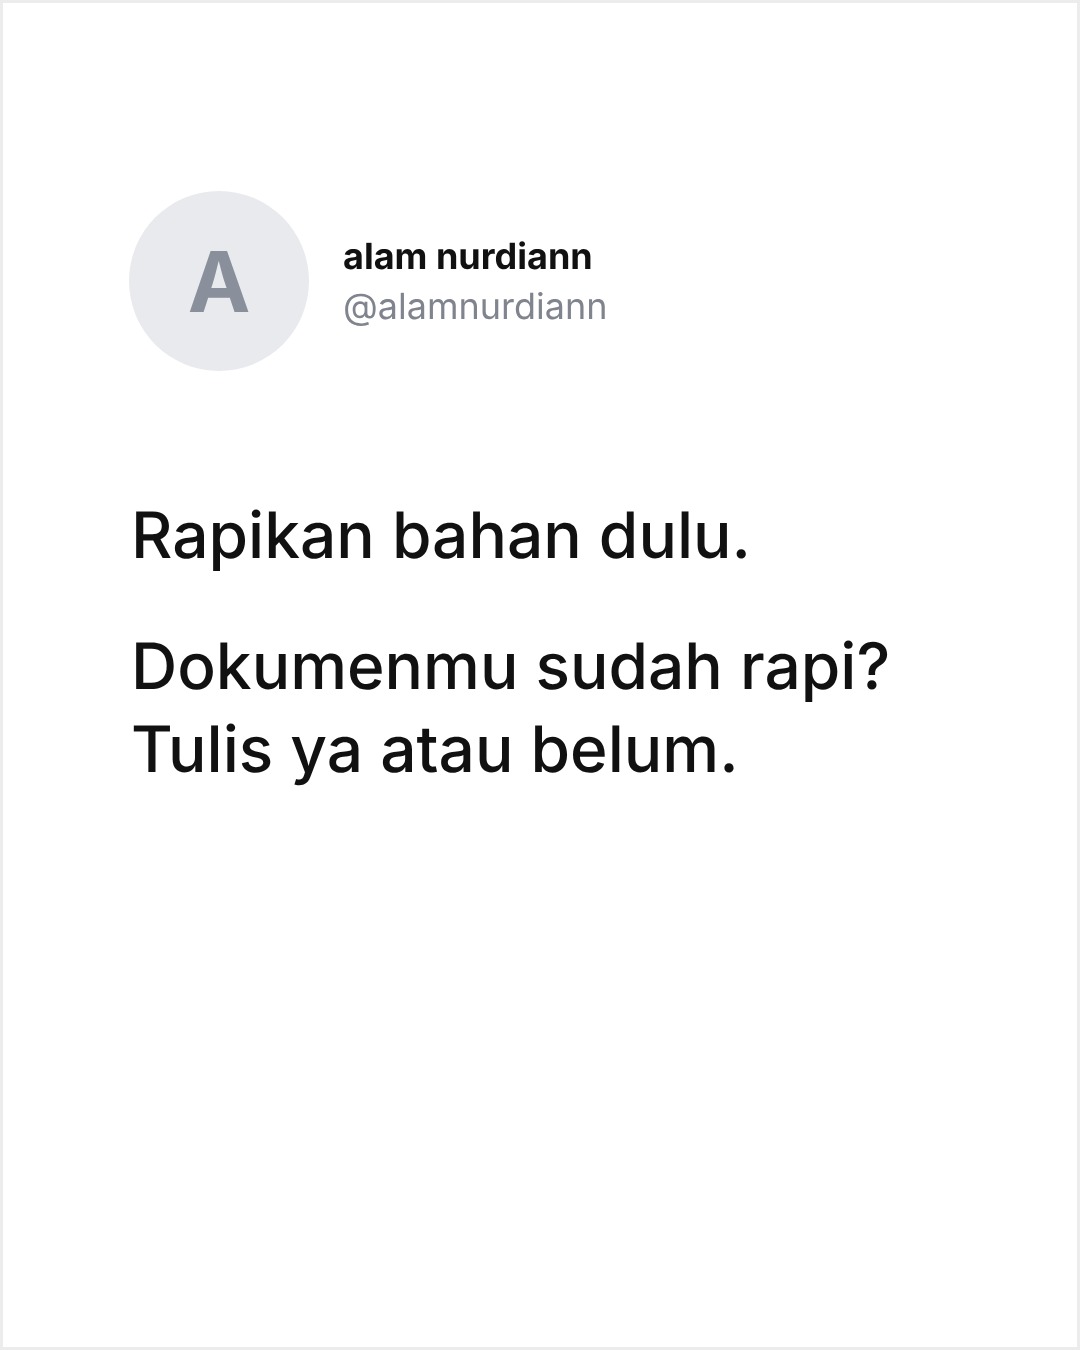 A
alam nurdiann
@alamnurdiann
Rapikan bahan dulu.
Dokumenmu sudah rapi?
Tulis ya atau belum.